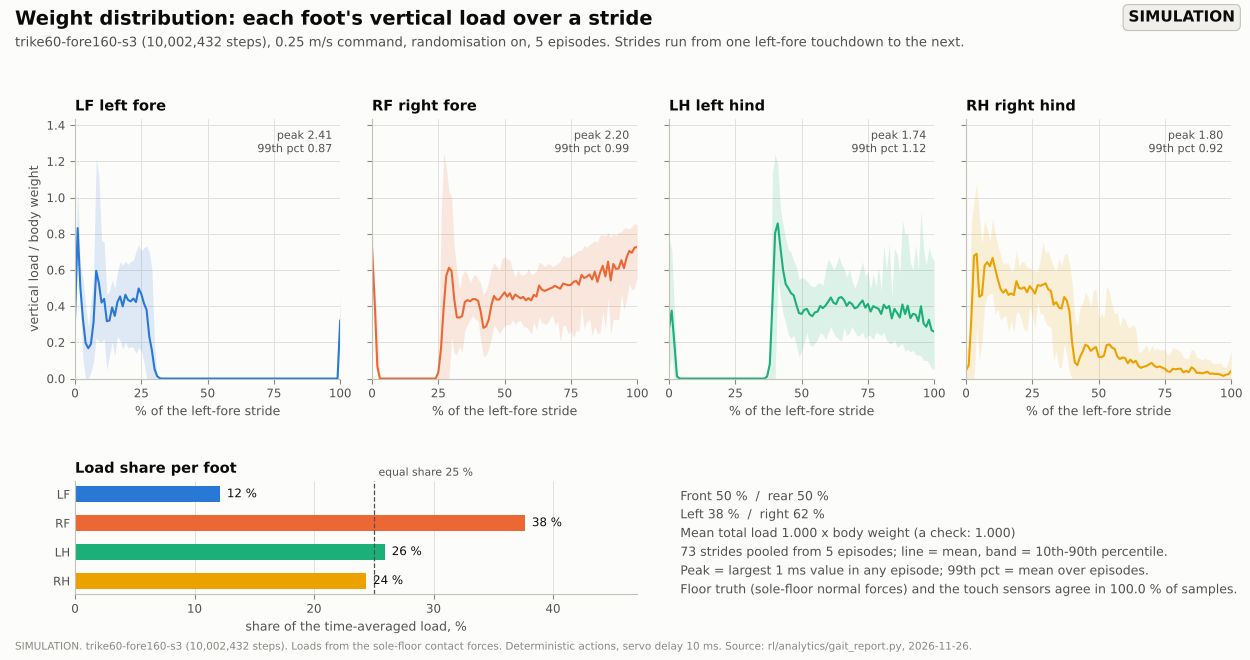 Weight distribution: each foot's vertical load over a stride
SIMULATION
trike60-fore160-s3 (10,002,432 steps), 0.25 m/s command, randomisation on, 5 episodes. Strides run from one left-fore touchdown to the next.
LF left fore
RF right fore
LH left hind
RH right hind
peak 2.41
99th pct 0.87
peak 2.20
99th pct 0.99
peak 1.74
99th pct 1.12
peak 1.80
99th pct 0.92
vertical load / body weight
1.4
1.2
1.0
0.8
0.6
0.4
0.2
0.0
0 25 50 75 100
0 25 50 75 100
0 25 50 75 100
0 25 50 75 100
% of the left-fore stride
% of the left-fore stride
% of the left-fore stride
% of the left-fore stride
Load share per foot
equal share 25 %
LF 12 %
RF 38 %
LH 26 %
RH 24 %
0 10 20 30 40
share of the time-averaged load, %
Front 50 % / rear 50 %
Left 38 % / right 62 %
Mean total load 1.000 x body weight (a check: 1.000)
73 strides pooled from 5 episodes; line = mean, band = 10th-90th percentile.
Peak = largest 1 ms value in any episode; 99th pct = mean over episodes.
Floor truth (sole-floor normal forces) and the touch sensors agree in 100.0 % of samples.
SIMULATION. trike60-fore160-s3 (10,002,432 steps). Loads from the sole-floor contact forces. Deterministic actions, servo delay 10 ms. Source: rl/analytics/gait_report.py, 2026-11-26.